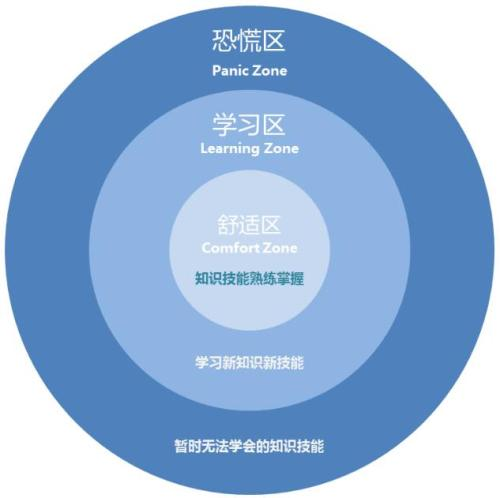 恐慌区
Panic Zone
学习区
Learning Zone
舒适区
Comfort Zone
知识技能熟练掌握
学习新知识新技能
暂时无法学会的知识技能